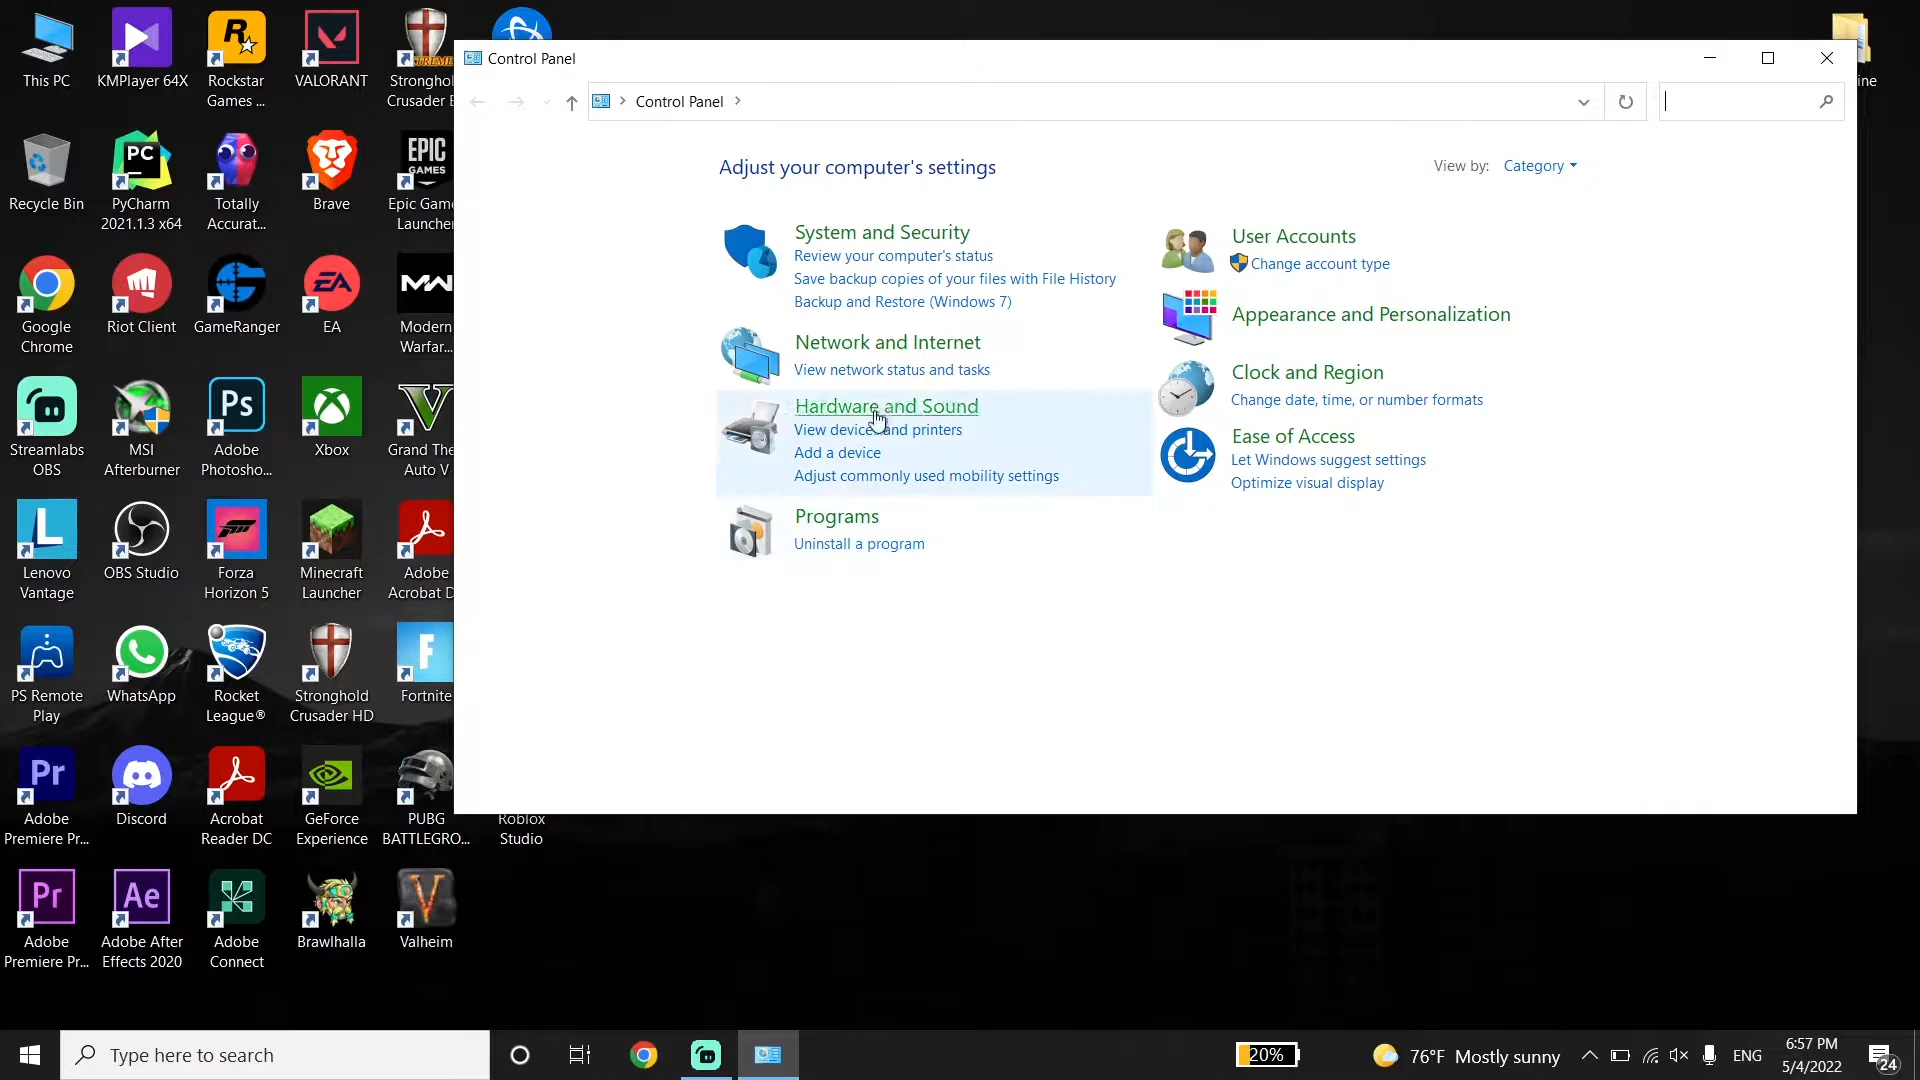 Control Panel
Control Panel
Adjust your computer's settings
View by: Category
System and Security
Review your computer's status
Save backup copies of your files with File History
Backup and Restore (Windows 7)
Network and Internet
View network status and tasks
Hardware and Sound
View devices and printers
Add a device
Adjust commonly used mobility settings
Programs
Uninstall a program
User Accounts
Change account type
Appearance and Personalization
Clock and Region
Change date, time, or number formats
Ease of Access
Let Windows suggest settings
Optimize visual display
This PC
KMPlayer 64X
Rockstar
Games ...
VALORANT
Stronghol
Crusader E
ine
Recycle Bin
PC
PyCharm
2021.1.3 x64
Totally
Accurat...
Brave
EPIC
GAMES
Epic Game
Launcher
Google
Chrome
Riot Client
GameRanger
EA
EA
MW
Modern
Warfar...
Streamlabs
OBS
MSI
Afterburner
Ps
Adobe
Photosho...
Xbox
V
Grand The
Auto V
L
Lenovo
Vantage
OBS Studio
Forza
Horizon 5
Minecraft
Launcher
Adobe
Acrobat D
PS Remote
Play
WhatsApp
Rocket
League®
Stronghold
Crusader HD
F
Fortnite
Pr
Adobe
Premiere Pr...
Discord
Acrobat
Reader DC
GeForce
Experience
PUBG
BATTLEGRO...
Roblox
Studio
Pr
Adobe
Premiere Pr...
Ae
Adobe After
Effects 2020
Adobe
Connect
Brawlhalla
V
Valheim
Type here to search
20%
76°F Mostly sunny
ENG
6:57 PM
5/4/2022
24